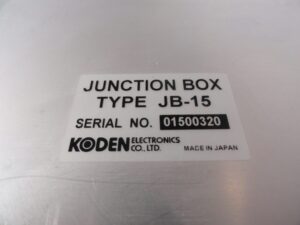 JUNCTION BOX
TYPE JB-15
SERIAL NO. 01500320
KODEN ELECTRONICS CO., LTD. MADE IN JAPAN